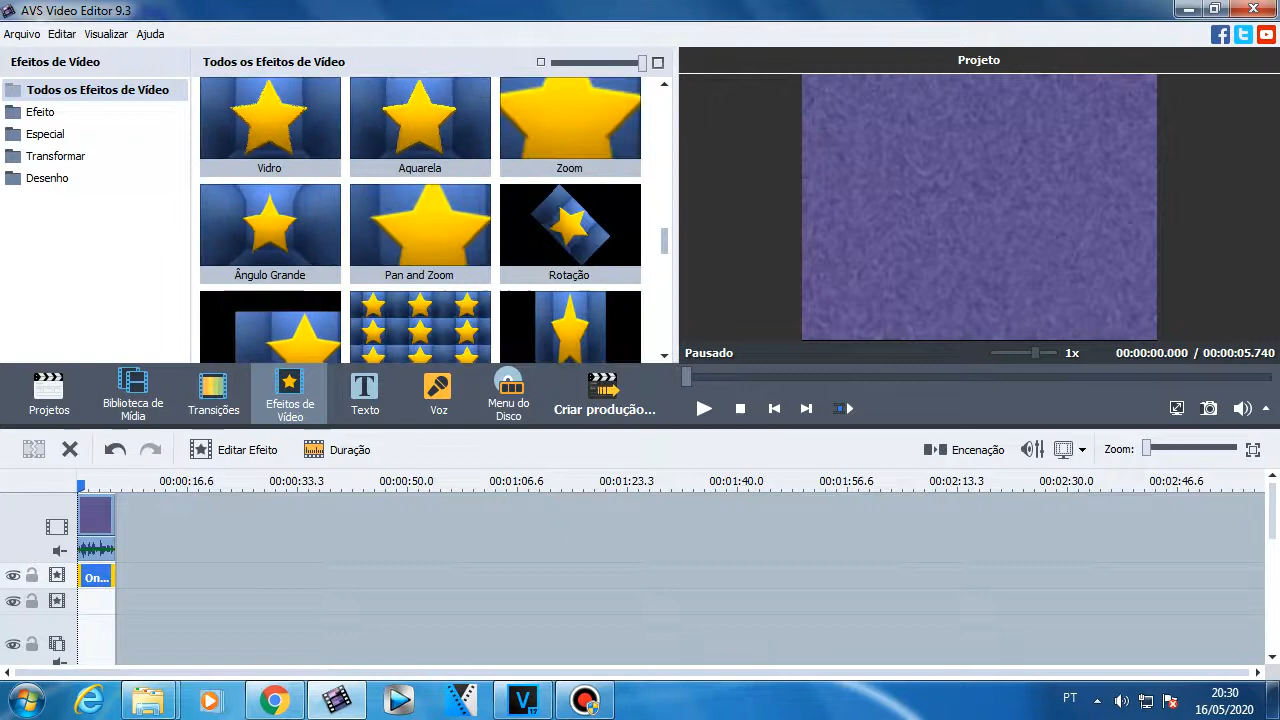 AVS Video Editor 9.3
Arquivo Editar Visualizar Ajuda
Efeitos de Vídeo
Todos os Efeitos de Vídeo
Efeito
Especial
Transformar
Desenho
Todos os Efeitos de Vídeo
Vidro Aquarela Zoom
Ângulo Grande Pan and Zoom Rotação
Projeto
Pausado 1x 00:00:00.000 / 00:00:05.740
Projetos
Biblioteca de
Mídia
Transições
Efeitos de
Vídeo
Texto
Voz
Menu do
Disco
Criar produção...
Editar Efeito Duração Encenação Zoom:
00:00:16.6 00:00:33.3 00:00:50.0 00:01:06.6 00:01:23.3 00:01:40.0 00:01:56.6 00:02:13.3 00:02:30.0 00:02:46.6
On...
PT
20:30
16/05/2020